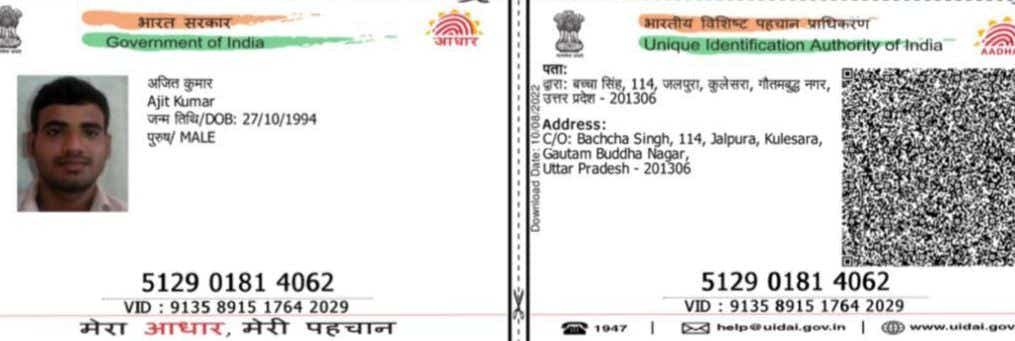 भारत सरकार
Government of India
आधार
अजित कुमार
Ajit Kumar
जन्म तिथि/DOB: 27/10/1994
पुरुष/ MALE
5129 0181 4062
VID : 9135 8915 1764 2029
मेरा आधार, मेरी पहचान
भारतीय विशिष्ट पहचान प्राधिकरण
Unique Identification Authority of India
AADHA
Download Date: 10/08/2022
पता:
द्वारा: बच्चा सिंह, 114, जलपुरा, कुलेसरा, गौतमबुद्ध नगर,
उत्तर प्रदेश - 201306
Address:
C/O: Bachcha Singh, 114, Jalpura, Kulesara,
Gautam Buddha Nagar,
Uttar Pradesh - 201306
5129 0181 4062
VID : 9135 8915 1764 2029
1947 | help@uidai.gov.in | www.uidai.gov